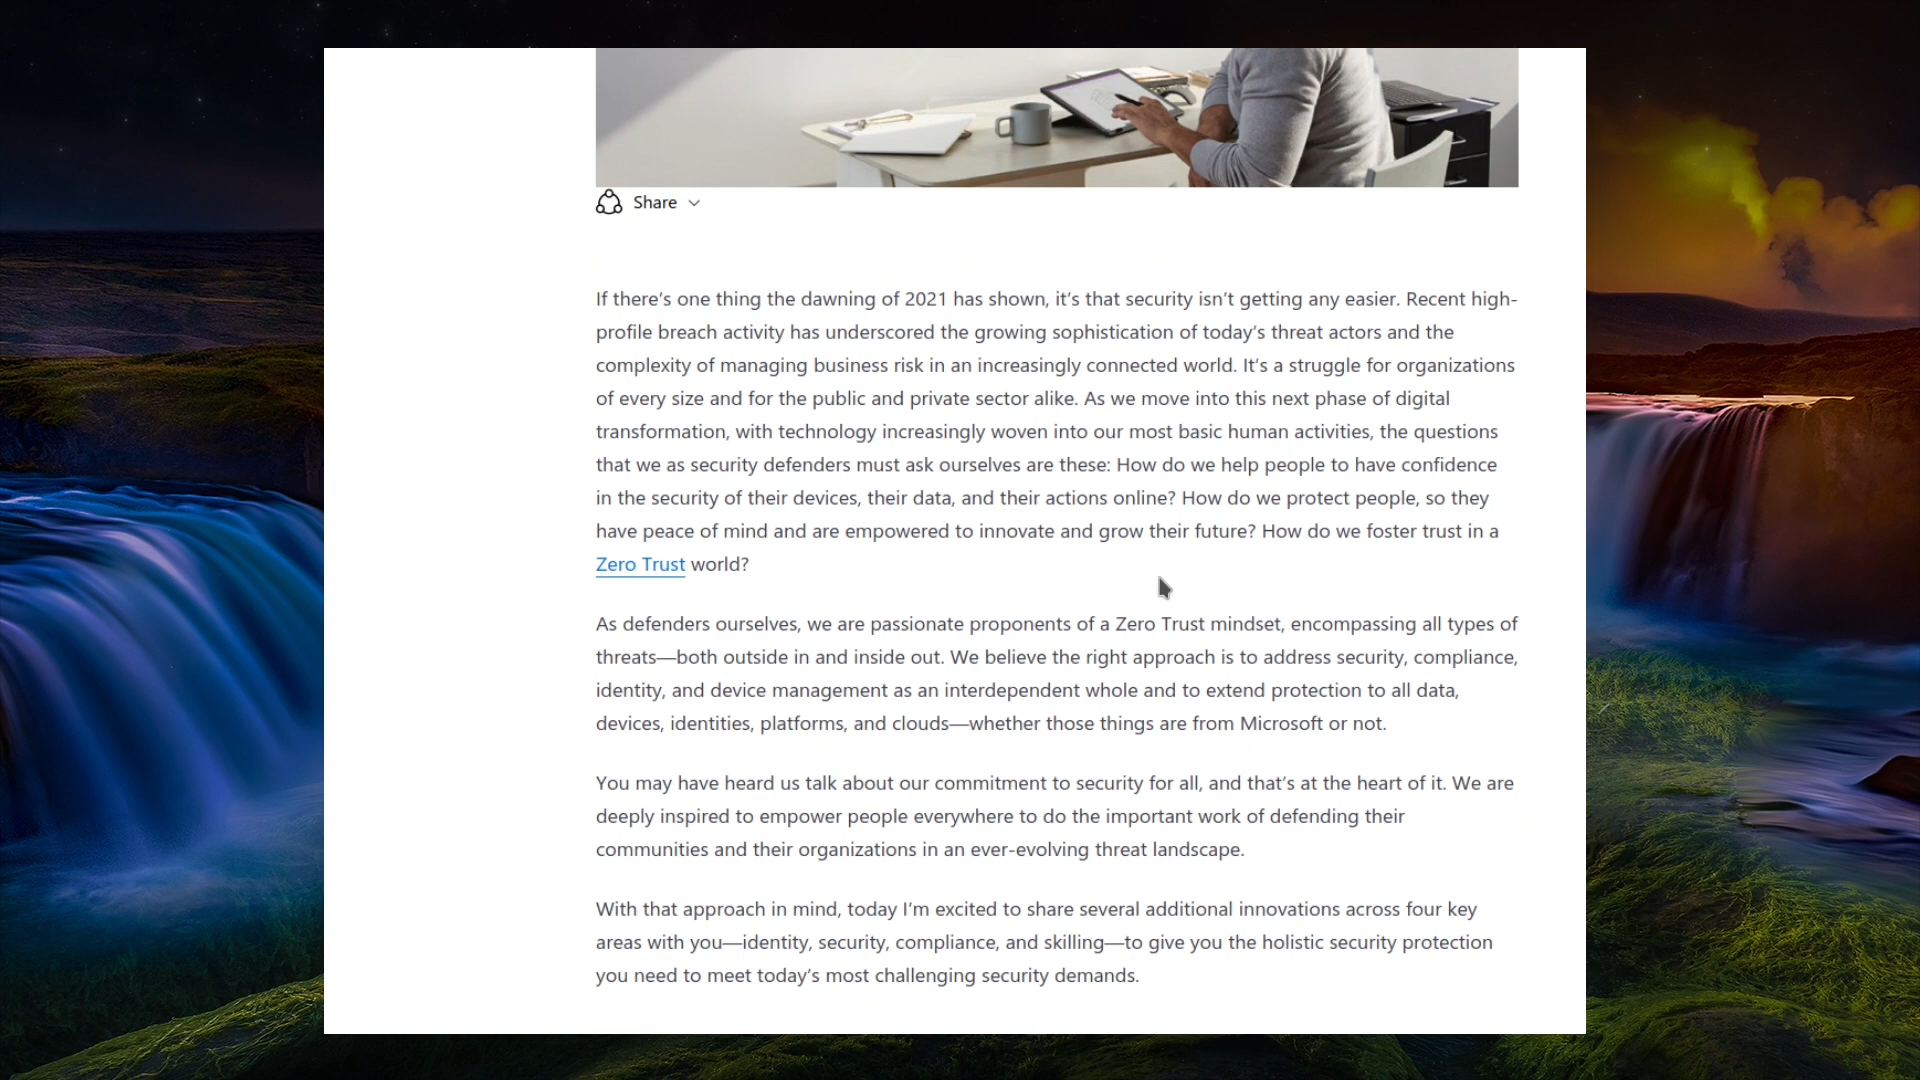 Share
If there’s one thing the dawning of 2021 has shown, it’s that security isn’t getting any easier. Recent high-
profile breach activity has underscored the growing sophistication of today’s threat actors and the
complexity of managing business risk in an increasingly connected world. It’s a struggle for organizations
of every size and for the public and private sector alike. As we move into this next phase of digital
transformation, with technology increasingly woven into our most basic human activities, the questions
that we as security defenders must ask ourselves are these: How do we help people to have confidence
in the security of their devices, their data, and their actions online? How do we protect people, so they
have peace of mind and are empowered to innovate and grow their future? How do we foster trust in a
Zero Trust world?
As defenders ourselves, we are passionate proponents of a Zero Trust mindset, encompassing all types of
threats—both outside in and inside out. We believe the right approach is to address security, compliance,
identity, and device management as an interdependent whole and to extend protection to all data,
devices, identities, platforms, and clouds—whether those things are from Microsoft or not.
You may have heard us talk about our commitment to security for all, and that’s at the heart of it. We are
deeply inspired to empower people everywhere to do the important work of defending their
communities and their organizations in an ever-evolving threat landscape.
With that approach in mind, today I’m excited to share several additional innovations across four key
areas with you—identity, security, compliance, and skilling—to give you the holistic security protection
you need to meet today’s most challenging security demands.